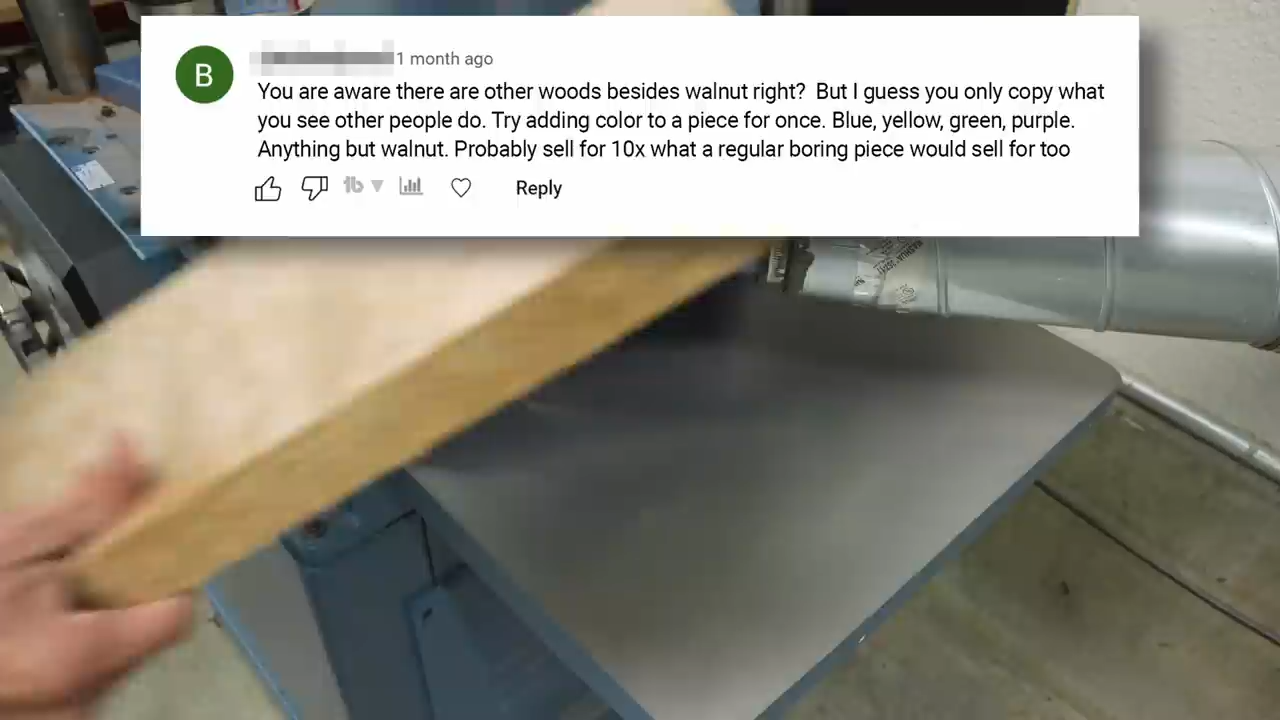 B
1 month ago
You are aware there are other woods besides walnut right? But I guess you only copy what
you see other people do. Try adding color to a piece for once. Blue, yellow, green, purple.
Anything but walnut. Probably sell for 10x what a regular boring piece would sell for too
Reply